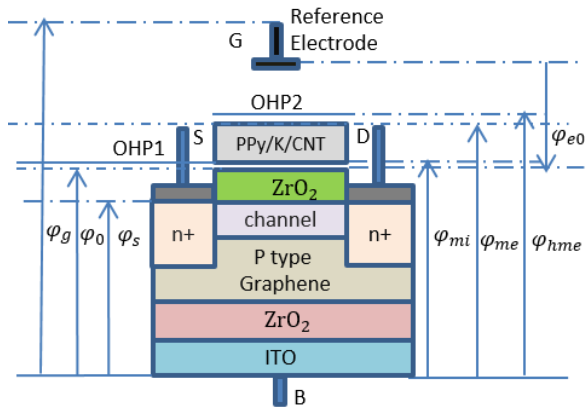 G
Reference
Electrode
OHP2
OHP1
S
PPy/K/CNT
D
φₑ₀
ZrO₂
φg
φ₀
φₛ
n+
channel
n+
φmi
φme
φhme
P type
Graphene
ZrO₂
ITO
B